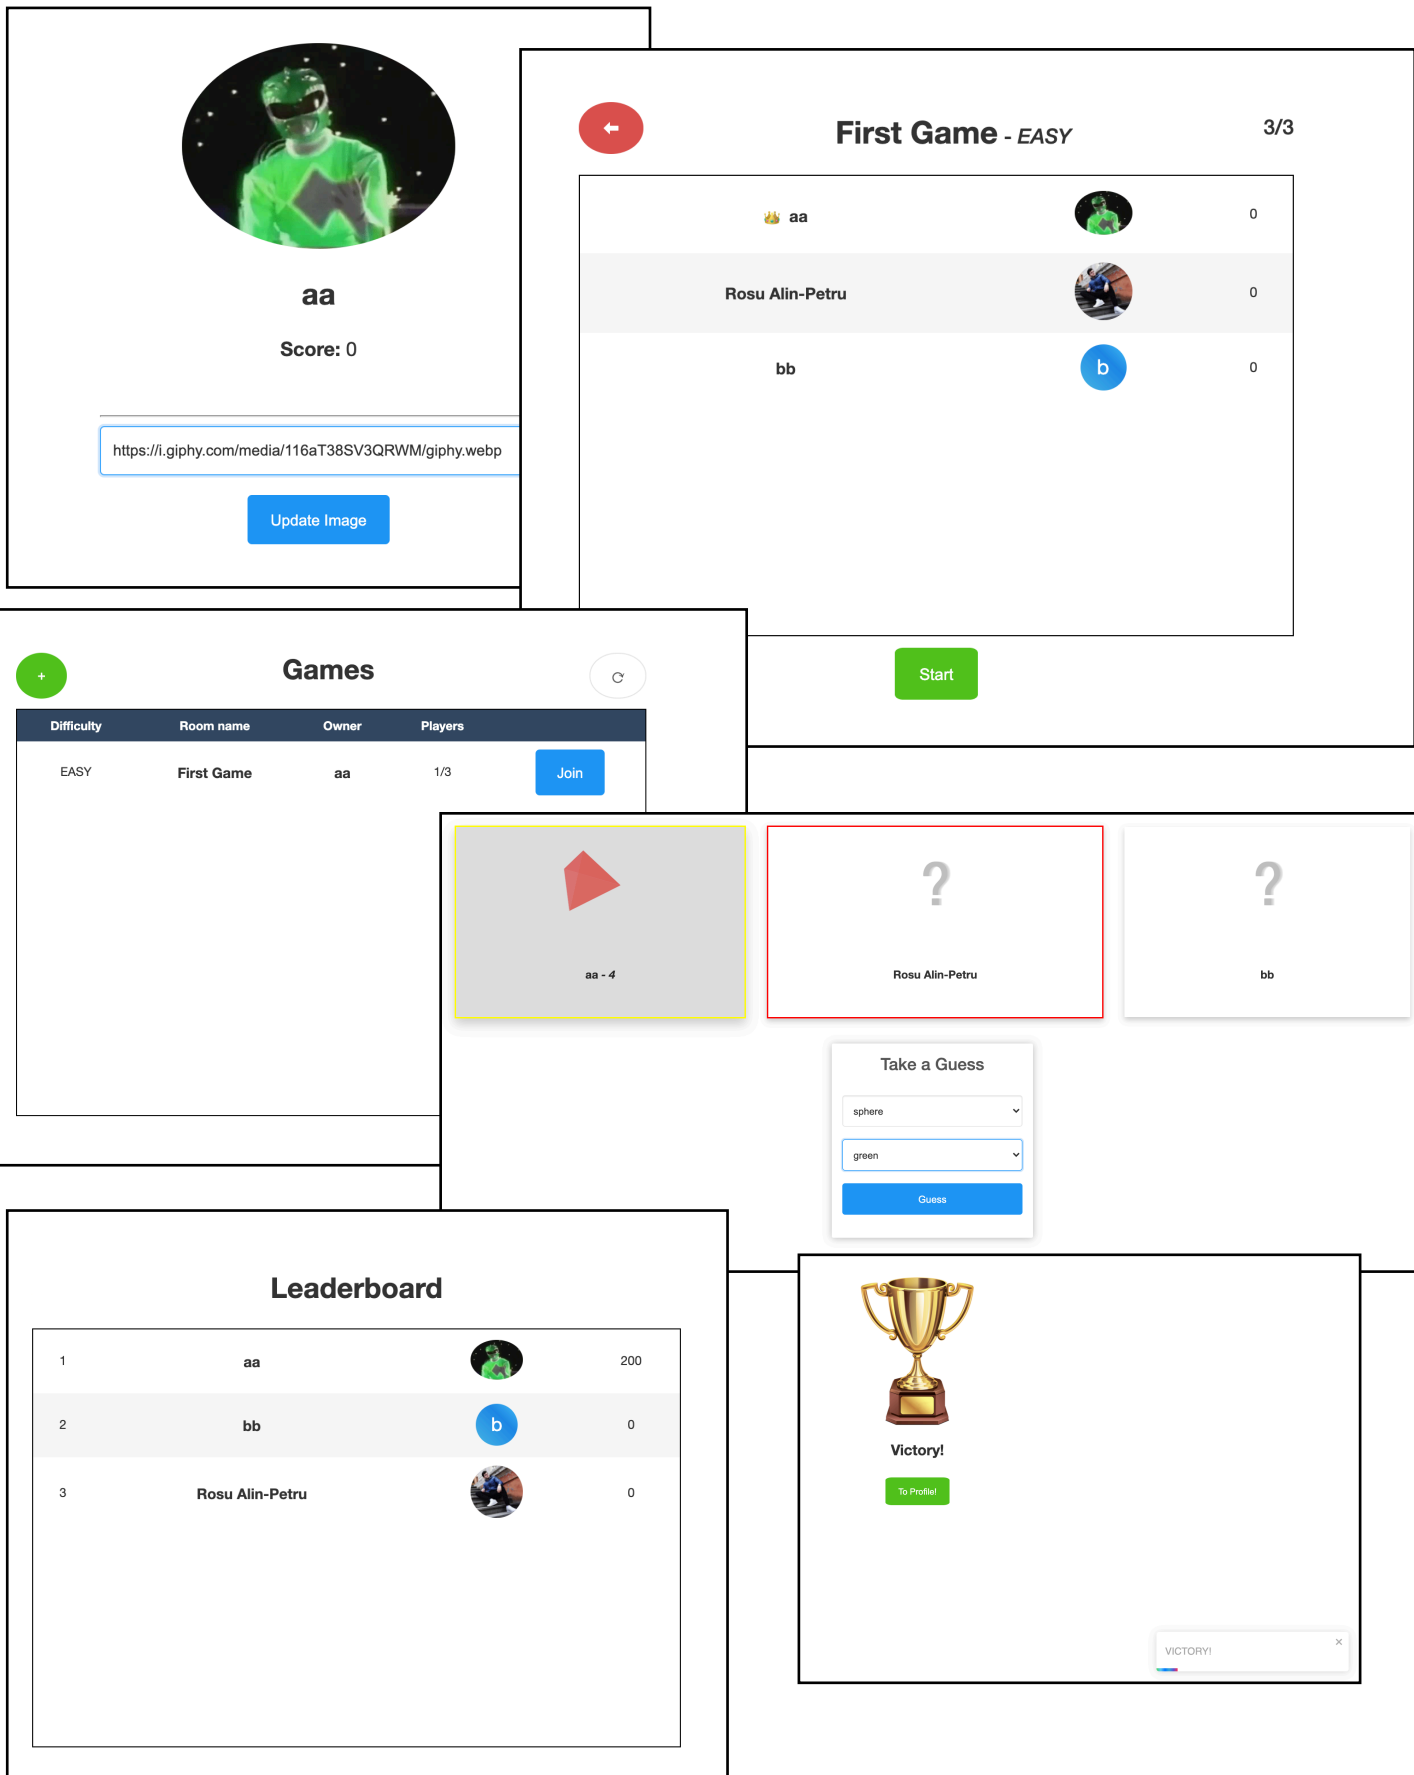 aa
Score: 0
https://i.giphy.com/media/116aT38SV3QRWM/giphy.webp
Update Image
First Game - EASY
3/3
aa 0
Rosu Alin-Petru 0
bb b 0
Start
+
Games
Difficulty Room name Owner Players
EASY First Game aa 1/3 Join
?
?
aa - 4
Rosu Alin-Petru
bb
Take a Guess
sphere
green
Guess
Leaderboard
1 aa 200
2 bb b 0
3 Rosu Alin-Petru 0
Victory!
To Profile!
VICTORY!